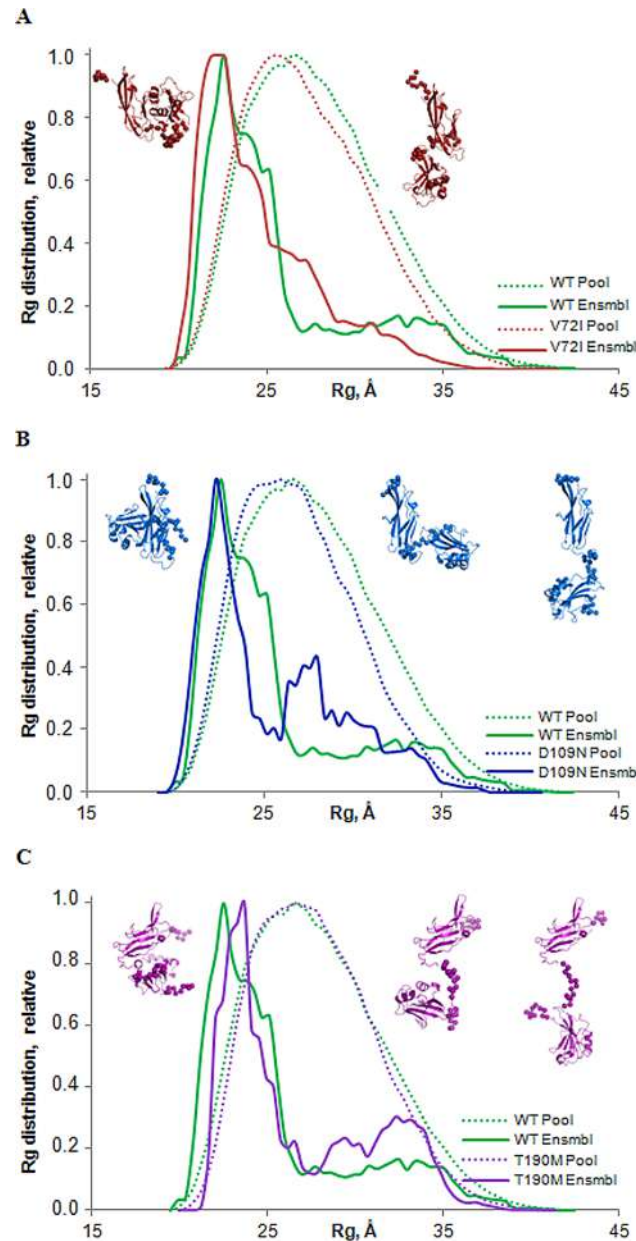 A
Rg distribution, relative
1.0
0.8
0.6
0.4
0.2
0.0
WT Pool
WT Ensmbl
V72I Pool
V72I Ensmbl
15
25
35
45
Rg, Å
B
Rg distribution, relative
1.0
0.8
0.6
0.4
0.2
0.0
WT Pool
WT Ensmbl
D109N Pool
D109N Ensmb
15
25
35
45
Rg, Å
C
Rg distribution, relative
1.0
0.8
0.6
0.4
0.2
0.0
WT Pool
WT Ensmbl
T190M Pool
T190M Ensmbl
15
25
35
45
Rg, Å